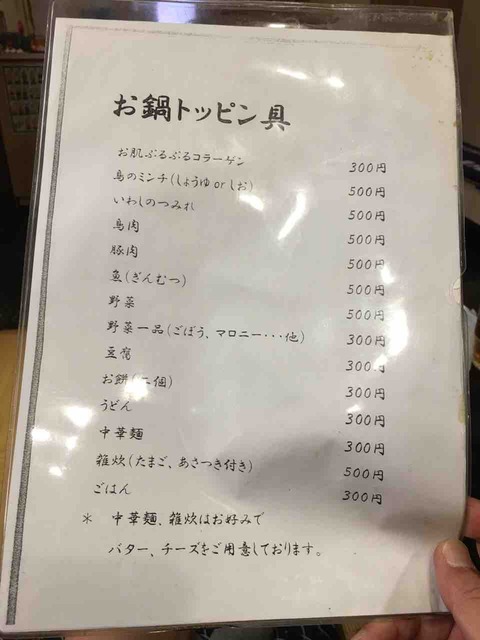 お鍋トッピン具
お肌ぷるぷるコラーゲン 300円
鳥のミンチ(しょうゆ or しお) 500円
いわしのつみれ 500円
鳥肉 500円
豚肉 500円
魚(ぎんむつ) 500円
野菜 500円
野菜一品(ごぼう、マロニー・・・他) 300円
豆腐 300円
お餅(二個) 300円
うどん 300円
中華麺 300円
雑炊(たまご、あさつき付き) 500円
ごはん 300円
* 中華麺、雑炊はお好みで
バター、チーズをご用意しております。